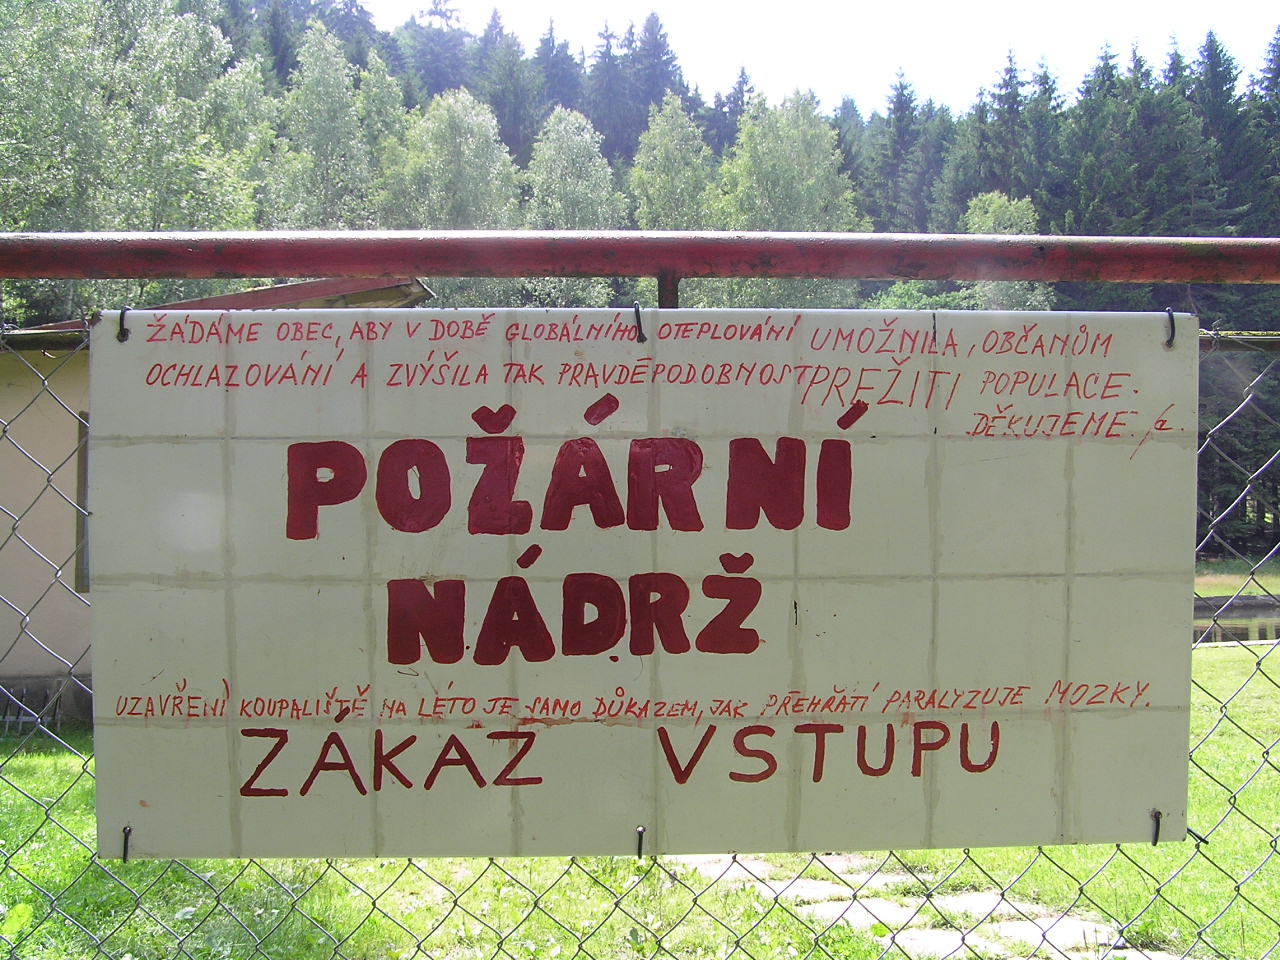 ŽÁDÁME OBEC, ABY V DOBĚ GLOBÁLNÍHO OTEPLOVÁNÍ UMOŽNILA, OBČANŮM
OCHLAZOVÁNÍ A ZVÝŠILA TAK PRAVDĚPODOBNOST PŘEŽITÍ POPULACE.
DĚKUJEME.
POŽÁRNÍ
NÁDRŽ
UZAVŘENÍ KOUPALIŠTĚ NA LÉTO JE SAMO DŮKAZEM, JAK PŘEHŘÁTÍ PARALYZUJE MOZKY.
ZÁKAZ VSTUPU